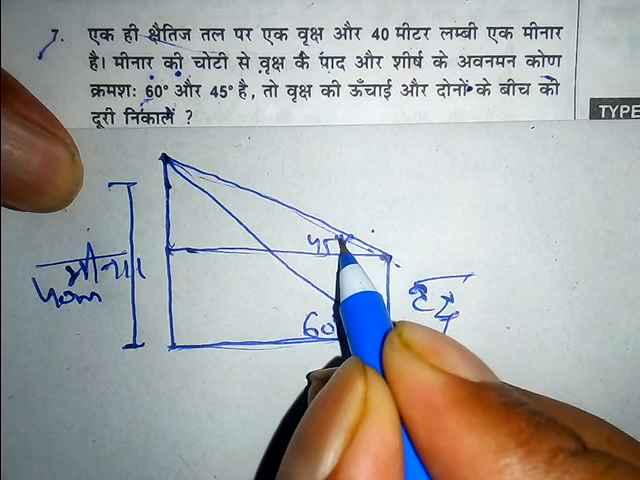 7. एक ही क्षैतिज तल पर एक वृक्ष और 40 मीटर लम्बी एक मीनार
है। मीनार की चोटी से वृक्ष के पाद और शीर्ष के अवनमन कोण
क्रमशः 60° और 45° है, तो वृक्ष की ऊँचाई और दोनों के बीच की
दूरी निकालें ?
TYPE
45
मीनार
40m
60